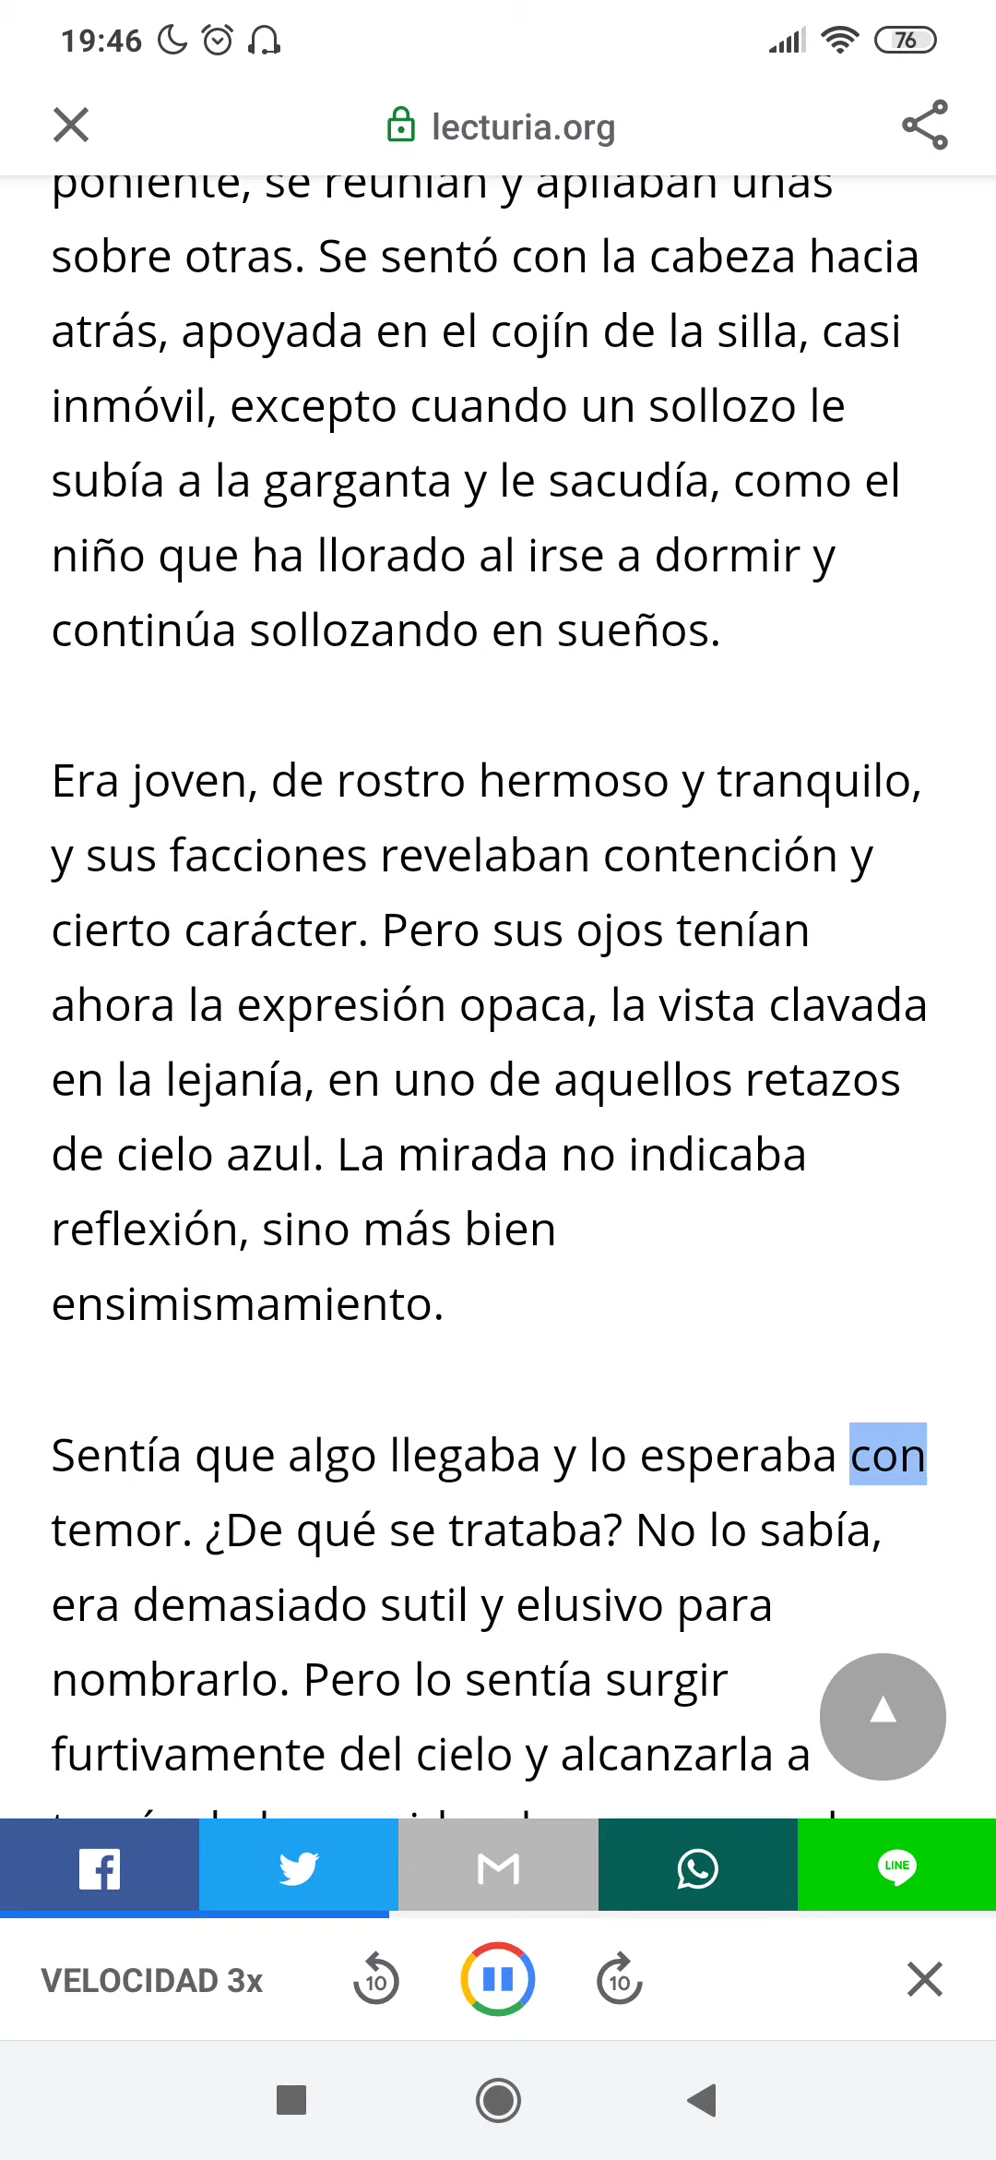 19:46
76
lecturia.org
poniente, se reunían y apilaban unas
sobre otras. Se sentó con la cabeza hacia
atrás, apoyada en el cojín de la silla, casi
inmóvil, excepto cuando un sollozo le
subía a la garganta y le sacudía, como el
niño que ha llorado al irse a dormir y
continúa sollozando en sueños.
Era joven, de rostro hermoso y tranquilo,
y sus facciones revelaban contención y
cierto carácter. Pero sus ojos tenían
ahora la expresión opaca, la vista clavada
en la lejanía, en uno de aquellos retazos
de cielo azul. La mirada no indicaba
reflexión, sino más bien
ensimismamiento.
Sentía que algo llegaba y lo esperaba con
temor. ¿De qué se trataba? No lo sabía,
era demasiado sutil y elusivo para
nombrarlo. Pero lo sentía surgir
furtivamente del cielo y alcanzarla a
LINE
VELOCIDAD 3x
10
10